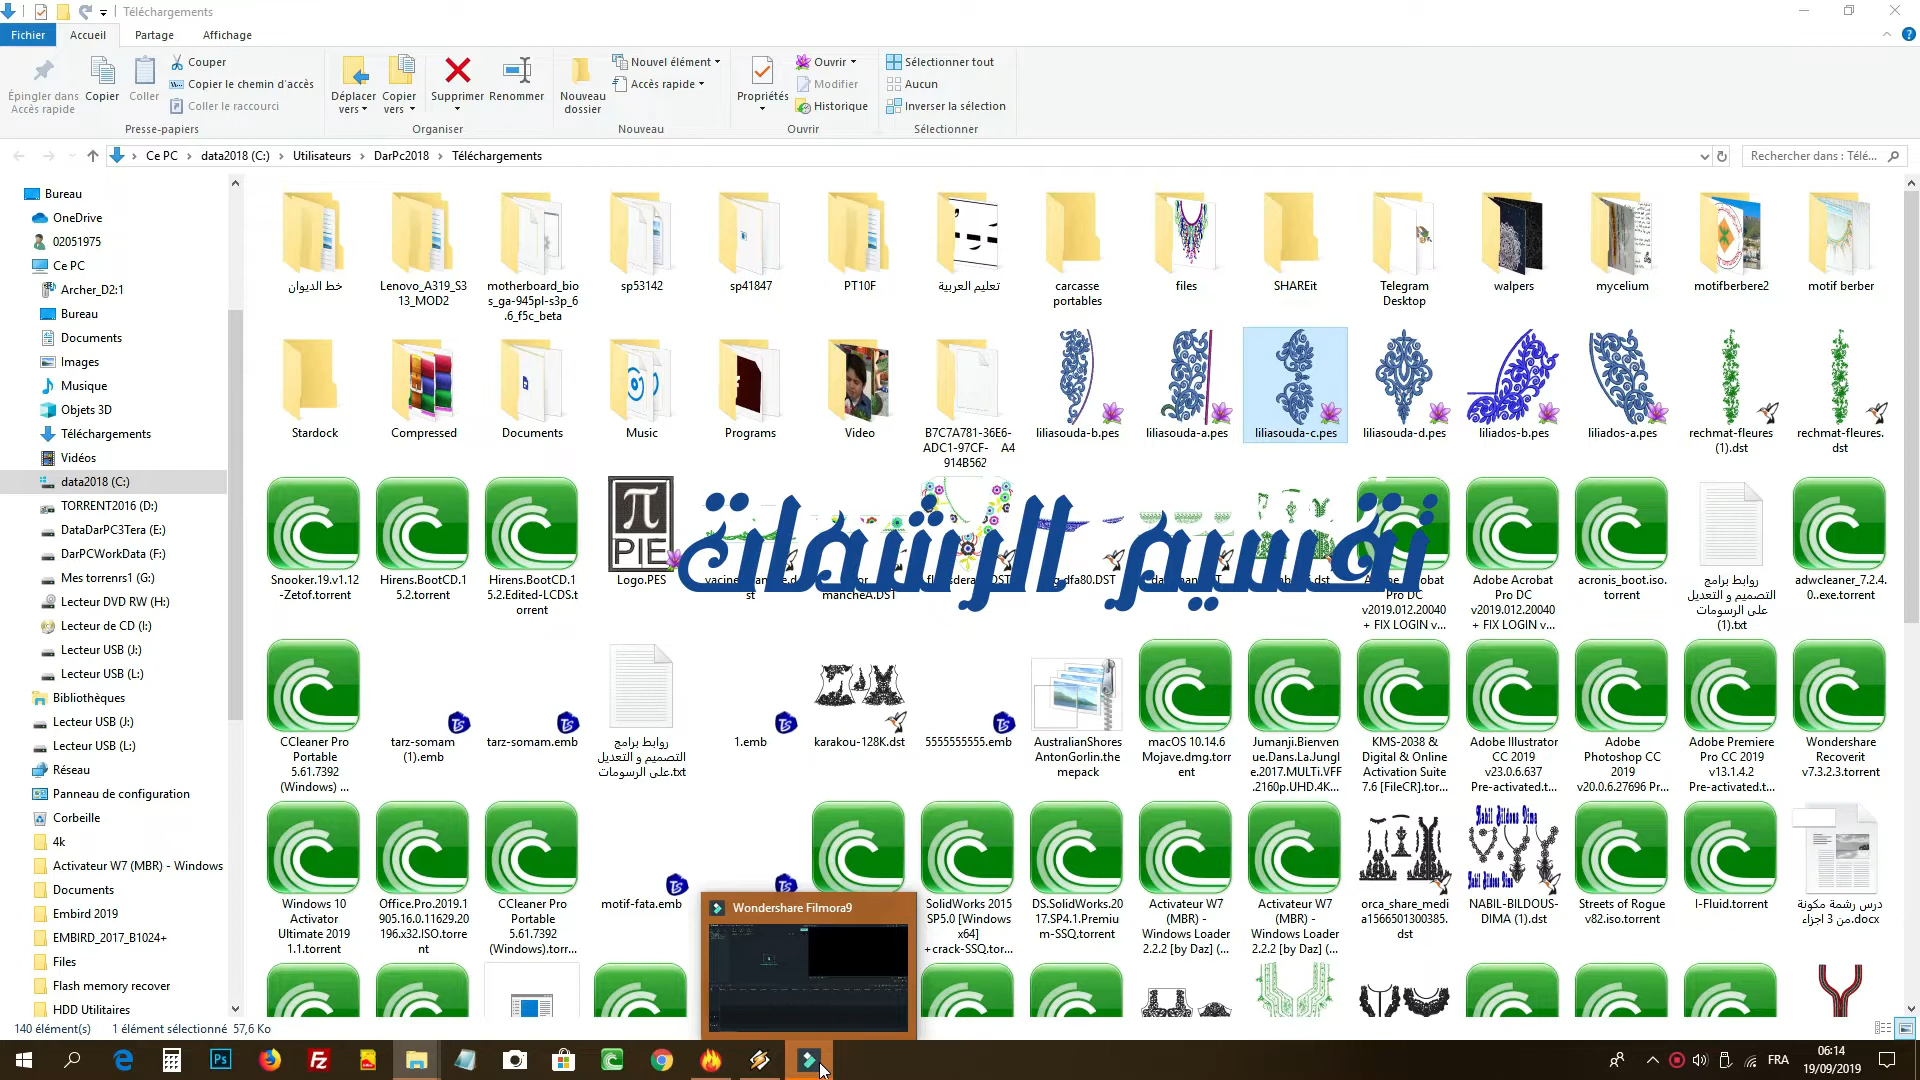 Téléchargements
Fichier
Accueil
Partage
Affichage
Épingler dans
Accès rapide
Copier
Coller
Couper
Copier le chemin d'accès
Coller le raccourci
Presse-papiers
Déplacer
vers
Copier
vers
Supprimer
Renommer
Organiser
Nouveau
dossier
Nouvel élément
Accès rapide
Nouveau
Propriétés
Ouvrir
Modifier
Historique
Ouvrir
Sélectionner tout
Aucun
Inverser la sélection
Sélectionner
Ce PC
data2018 (C:)
Utilisateurs
DarPc2018
Téléchargements
Rechercher dans : Télé...
Bureau
OneDrive
02051975
Ce PC
Archer_D2:1
Bureau
Documents
Images
Musique
Objets 3D
Téléchargements
Vidéos
data2018 (C:)
TORRENT2016 (D:)
DataDarPC3Tera (E:)
DarPCWorkData (F:)
Mes torrenrs1 (G:)
Lecteur DVD RW (H:)
Lecteur de CD (I:)
Lecteur USB (J:)
Lecteur USB (L:)
Bibliothèques
Lecteur USB (J:)
Lecteur USB (L:)
Réseau
Panneau de configuration
Corbeille
4k
Activateur W7 (MBR) - Windows
Documents
Embird 2019
EMBIRD_2017_B1024+
Files
Flash memory recover
HDD Utilitaires
خط الديوان
Lenovo_A319_S3
13_MOD2
motherboard_bio
s_ga-945pl-s3p_6
.6_f5c_beta
sp53142
sp41847
PT10F
تعليم العربية
carcasse
portables
files
SHAREit
Telegram
Desktop
walpers
mycelium
motifberbere2
motif berber
Stardock
Compressed
Documents
Music
Programs
Video
B7C7A781-36E6-
ADC1-97CF- A4
914B562
liliasouda-b.pes
liliasouda-a.pes
liliasouda-c.pes
liliasouda-d.pes
liliados-b.pes
liliados-a.pes
rechmat-fleures
(1).dst
rechmat-fleures.
dst
تقسيم الرشمات
Snooker.19.v1.12
-Zetof.torrent
Hirens.BootCD.1
5.2.torrent
Hirens.BootCD.1
5.2.Edited-LCDS.t
orrent
PIE
Logo.PES
mancheA.DST
Pro DC
v2019.012.20040
+ FIX LOGIN v...
Adobe Acrobat
Pro DC
v2019.012.20040
+ FIX LOGIN v...
acronis_boot.iso.
torrent
روابط برامج
التصميم و التعديل
على الرسومات
(1).txt
adwcleaner_7.2.4.
0..exe.torrent
CCleaner Pro
Portable
5.61.7392
(Windows) ...
tarz-somam
(1).emb
tarz-somam.emb
روابط برامج
التصميم و التعديل
على الرسومات.txt
1.emb
karakou-128K.dst
5555555555.emb
AustralianShores
AntonGorlin.the
mepack
macOS 10.14.6
Mojave.dmg.torr
ent
Jumanji.Bienven
ue.Dans.LaJungl
e.2017.MULTi.VFF
.2160p.UHD.4K...
KMS-2038 &
Digital & Online
Activation Suite
7.6 [FileCR].tor...
Adobe Illustrator
CC 2019
v23.0.6.637
Pre-activated.t...
Adobe
Photoshop CC
2019
v20.0.6.27696 Pr...
Adobe Premiere
Pro CC 2019
v13.1.4.2
Pre-activated.t...
Wondershare
Recoverit
v7.3.2.3.torrent
Windows 10
Activator
Ultimate 2019
1.1.torrent
Office.Pro.2019.1
905.16.0.11629.20
196.x32.ISO.torre
nt
CCleaner Pro
Portable
5.61.7392
(Windows).torr...
motif-fata.emb
Wondershare Filmora9
SolidWorks 2015
SP5.0 [Windows
x64]
+crack-SSQ.tor...
DS.SolidWorks.20
17.SP4.1.Premiu
m-SSQ.torrent
Activateur W7
(MBR) -
Windows Loader
2.2.2 [by Daz] (...
Activateur W7
(MBR) -
Windows Loader
2.2.2 [by Daz] (...
orca_share_medi
a1566501300385.
dst
Nabil Bildous Dima
Nabil Bildous Dima
NABIL-BILDOUS-
DIMA (1).dst
Streets of Rogue
v82.iso.torrent
I-Fluid.torrent
درس رشمة مكونة
من 3 اجزاء.docx
140 élément(s)
1 élément sélectionné 57,6 Ko
FRA
06:14
19/09/2019